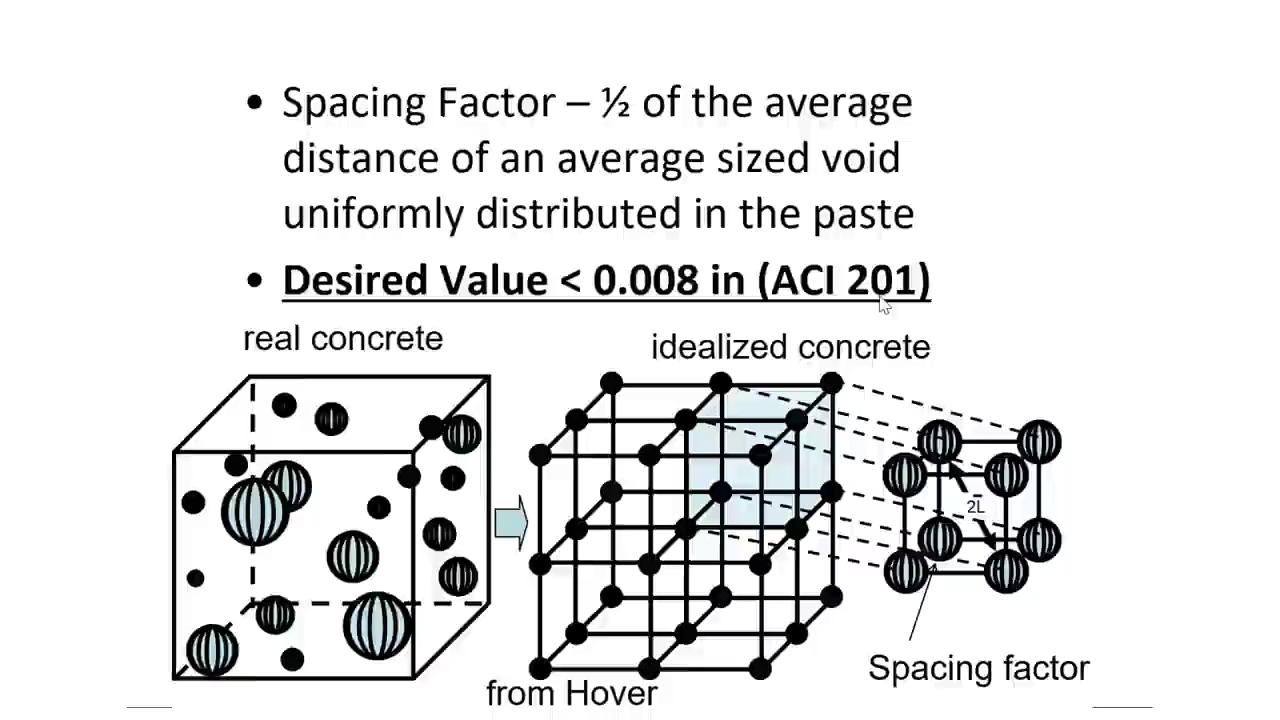 • Spacing Factor – ½ of the average
distance of an average sized void
uniformly distributed in the paste
• Desired Value < 0.008 in (ACI 201)
real concrete
idealized concrete
2L
Spacing factor
from Hover